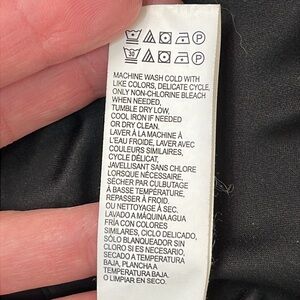 30
MACHINE WASH COLD WITH
LIKE COLORS, DELICATE CYCLE,
ONLY NON-CHLORINE BLEACH
WHEN NEEDED,
TUMBLE DRY LOW,
COOL IRON IF NEEDED
OR DRY CLEAN.
LAVER À LA MACHINE À
L'EAU FROIDE, LAVER AVEC
COULEURS SIMILAIRES,
CYCLE DÉLICAT,
JAVELLISANT SANS CHLORE
LORSQUE NÉCESSAIRE,
SÉCHER PAR CULBUTAGE
À BASSE TEMPÉRATURE,
REPASSER À FROID,
OU NETTOYAGE À SEC.
LAVADO A MÁQUINA AGUA
FRÍA CON COLORES
SIMILARES, CICLO DELICADO,
SÓLO BLANQUEADOR SIN
CLORO SI ES NECESARIO,
SECADO A TEMPERATURA
BAJA, PLANCHA A
TEMPERATURA BAJA,
O LIMPIAR EN SECO.